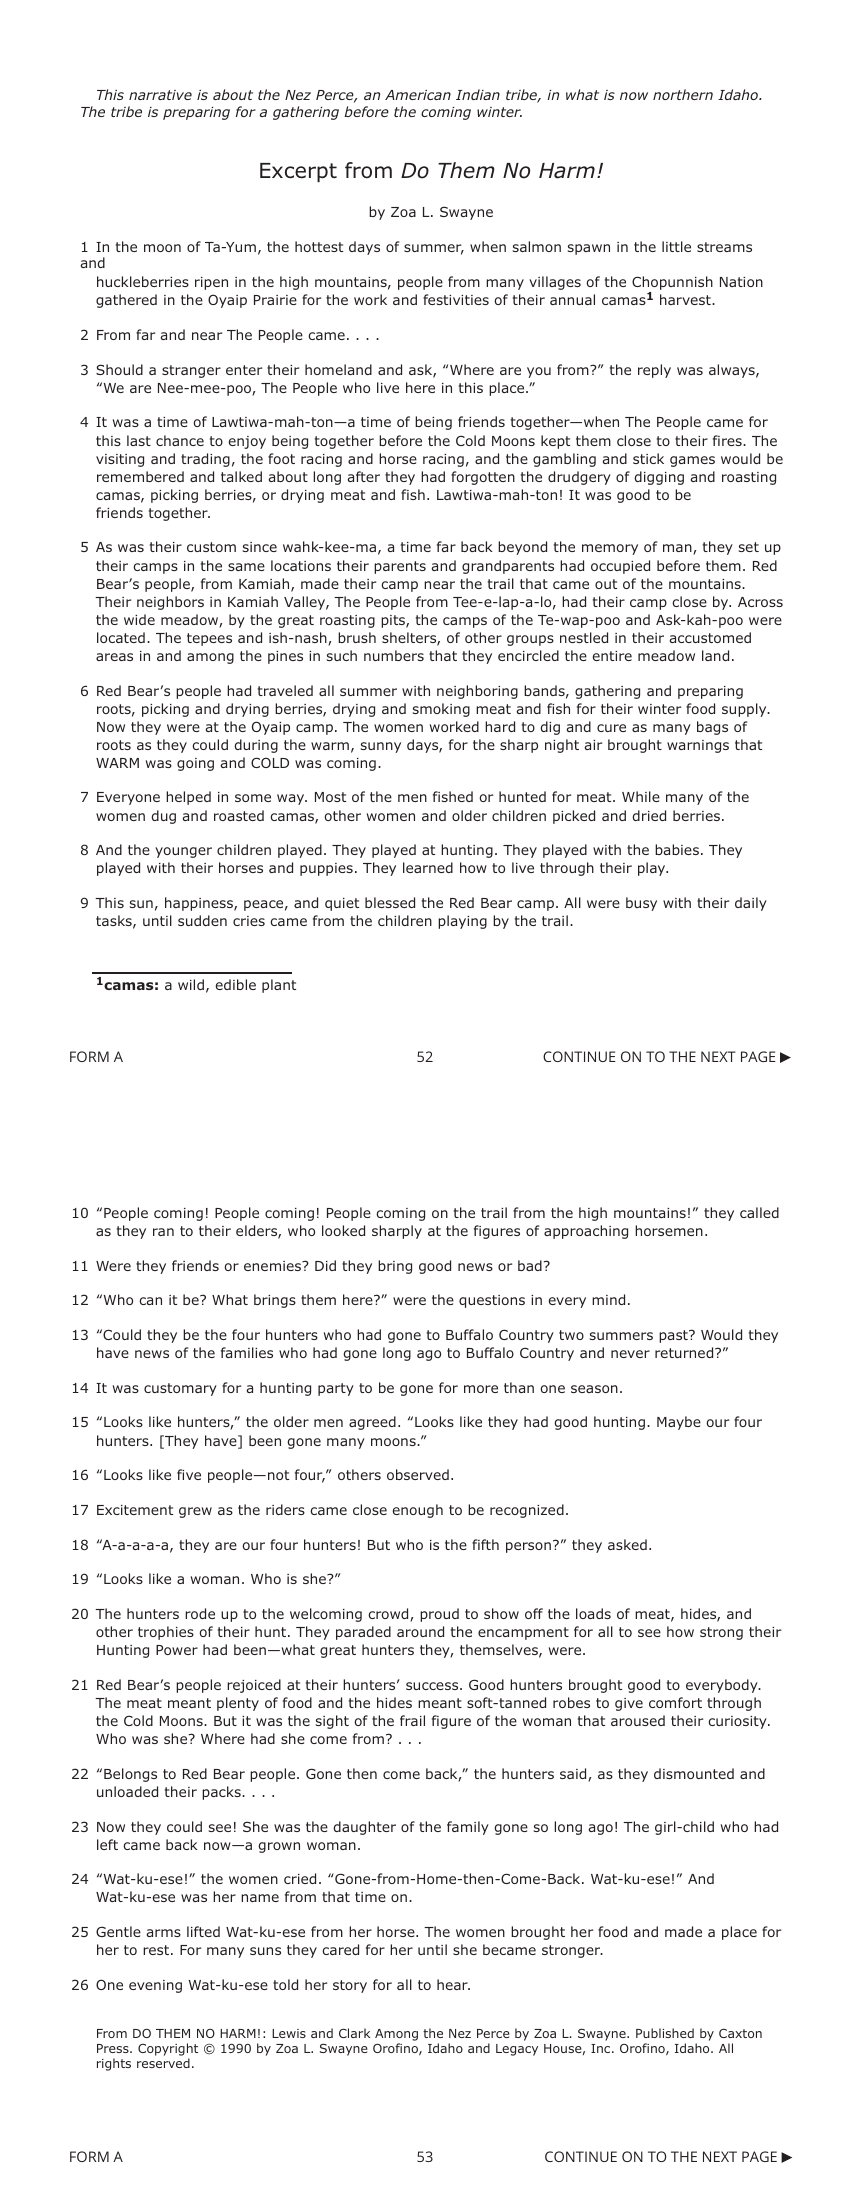 This narrative is about the Nez Perce, an American Indian tribe, in what is now northern Idaho.
The tribe is preparing for a gathering before the coming winter.
Excerpt from Do Them No Harm!
by Zoa L. Swayne
1 In the moon of Ta-Yum, the hottest days of summer, when salmon spawn in the little streams
and
huckleberries ripen in the high mountains, people from many villages of the Chopunnish Nation
gathered in the Oyaip Prairie for the work and festivities of their annual camas1 harvest.
2 From far and near The People came. . . .
3 Should a stranger enter their homeland and ask, “Where are you from?” the reply was always,
“We are Nee-mee-poo, The People who live here in this place.”
4 It was a time of Lawtiwa-mah-ton—a time of being friends together—when The People came for
this last chance to enjoy being together before the Cold Moons kept them close to their fires. The
visiting and trading, the foot racing and horse racing, and the gambling and stick games would be
remembered and talked about long after they had forgotten the drudgery of digging and roasting
camas, picking berries, or drying meat and fish. Lawtiwa-mah-ton! It was good to be
friends together.
5 As was their custom since wahk-kee-ma, a time far back beyond the memory of man, they set up
their camps in the same locations their parents and grandparents had occupied before them. Red
Bear’s people, from Kamiah, made their camp near the trail that came out of the mountains.
Their neighbors in Kamiah Valley, The People from Tee-e-lap-a-lo, had their camp close by. Across
the wide meadow, by the great roasting pits, the camps of the Te-wap-poo and Ask-kah-poo were
located. The tepees and ish-nash, brush shelters, of other groups nestled in their accustomed
areas in and among the pines in such numbers that they encircled the entire meadow land.
6 Red Bear’s people had traveled all summer with neighboring bands, gathering and preparing
roots, picking and drying berries, drying and smoking meat and fish for their winter food supply.
Now they were at the Oyaip camp. The women worked hard to dig and cure as many bags of
roots as they could during the warm, sunny days, for the sharp night air brought warnings that
WARM was going and COLD was coming.
7 Everyone helped in some way. Most of the men fished or hunted for meat. While many of the
women dug and roasted camas, other women and older children picked and dried berries.
8 And the younger children played. They played at hunting. They played with the babies. They
played with their horses and puppies. They learned how to live through their play.
9 This sun, happiness, peace, and quiet blessed the Red Bear camp. All were busy with their daily
tasks, until sudden cries came from the children playing by the trail.
1camas: a wild, edible plant
FORM A 52 CONTINUE ON TO THE NEXT PAGE ▶
10 “People coming! People coming! People coming on the trail from the high mountains!” they called
as they ran to their elders, who looked sharply at the figures of approaching horsemen.
11 Were they friends or enemies? Did they bring good news or bad?
12 “Who can it be? What brings them here?” were the questions in every mind.
13 “Could they be the four hunters who had gone to Buffalo Country two summers past? Would they
have news of the families who had gone long ago to Buffalo Country and never returned?”
14 It was customary for a hunting party to be gone for more than one season.
15 “Looks like hunters,” the older men agreed. “Looks like they had good hunting. Maybe our four
hunters. [They have] been gone many moons.”
16 “Looks like five people—not four,” others observed.
17 Excitement grew as the riders came close enough to be recognized.
18 “A-a-a-a-a, they are our four hunters! But who is the fifth person?” they asked.
19 “Looks like a woman. Who is she?”
20 The hunters rode up to the welcoming crowd, proud to show off the loads of meat, hides, and
other trophies of their hunt. They paraded around the encampment for all to see how strong their
Hunting Power had been—what great hunters they, themselves, were.
21 Red Bear’s people rejoiced at their hunters’ success. Good hunters brought good to everybody.
The meat meant plenty of food and the hides meant soft-tanned robes to give comfort through
the Cold Moons. But it was the sight of the frail figure of the woman that aroused their curiosity.
Who was she? Where had she come from? . . .
22 “Belongs to Red Bear people. Gone then come back,” the hunters said, as they dismounted and
unloaded their packs. . . .
23 Now they could see! She was the daughter of the family gone so long ago! The girl-child who had
left came back now—a grown woman.
24 “Wat-ku-ese!” the women cried. “Gone-from-Home-then-Come-Back. Wat-ku-ese!” And
Wat-ku-ese was her name from that time on.
25 Gentle arms lifted Wat-ku-ese from her horse. The women brought her food and made a place for
her to rest. For many suns they cared for her until she became stronger.
26 One evening Wat-ku-ese told her story for all to hear.
From DO THEM NO HARM!: Lewis and Clark Among the Nez Perce by Zoa L. Swayne. Published by Caxton
Press. Copyright © 1990 by Zoa L. Swayne Orofino, Idaho and Legacy House, Inc. Orofino, Idaho. All
rights reserved.
FORM A 53 CONTINUE ON TO THE NEXT PAGE ▶